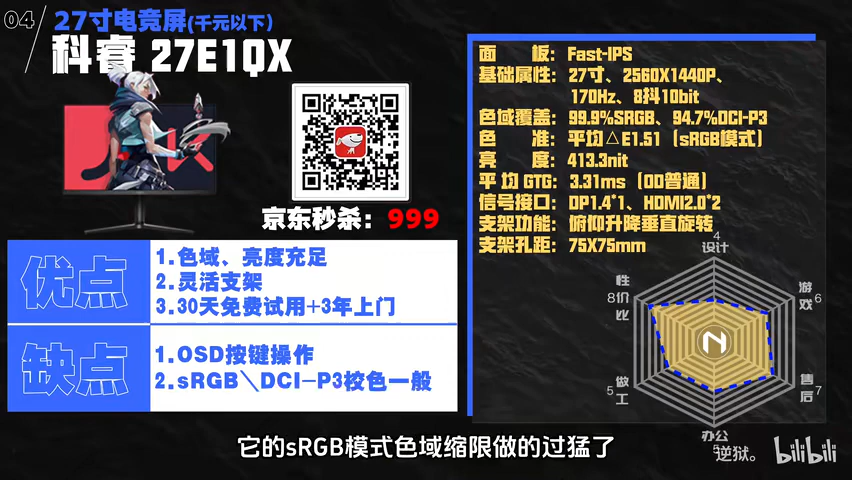 04
27寸电竞屏(千元以下)
科睿 27E1QX
京东秒杀：999
优点
1.色域、亮度充足
2.灵活支架
3.30天免费试用+3年上门
缺点
1.OSD按键操作
2.sRGB\DCI-P3校色一般
面 板：Fast-IPS
基础属性：27寸、2560X1440P、
170Hz、8抖10bit
色域覆盖：99.9%SRGB、94.7%DCI-P3
色 准：平均△E1.51（sRGB模式）
亮 度：413.3nit
平均GTG：3.31ms（OD普通）
信号接口：DP1.4*1、HDMI2.0*2
支架功能：俯仰升降垂直旋转
支架孔距：75X75mm
4
设计
性价比
8
游戏
6
N
做工
5
售后
7
办公
逆狱。
bilibili
它的sRGB模式色域缩限做的过猛了